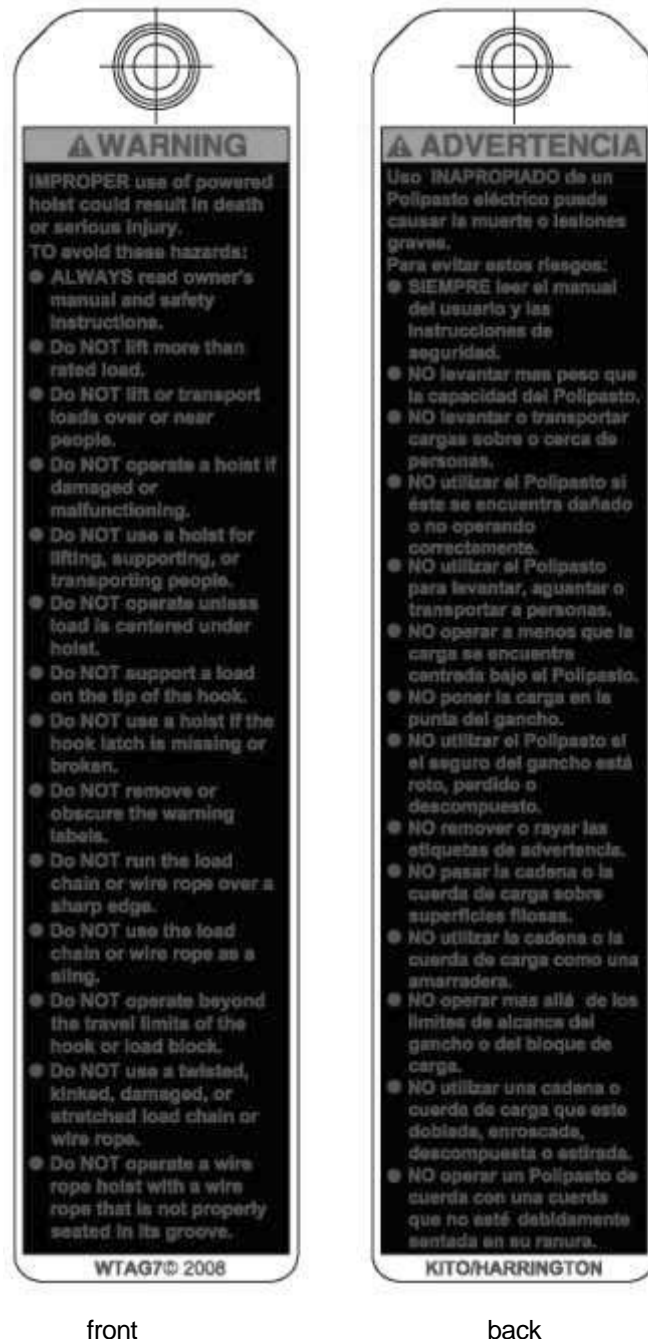 WARNING
IMPROPER use of powered
hoist could result in death
or serious injury.
TO avoid these hazards:
● ALWAYS read owner's
manual and safety
instructions.
● Do NOT lift more than
rated load.
● Do NOT lift or transport
loads over or near
people.
● Do NOT operate a hoist if
damaged or
malfunctioning.
● Do NOT use a hoist for
lifting, supporting, or
transporting people.
● Do NOT operate unless
load is centered under
hoist.
● Do NOT support a load
on the tip of the hook.
● Do NOT use a hoist if the
hook latch is missing or
broken.
● Do NOT remove or
obscure the warning
labels.
● Do NOT run the load
chain or wire rope over a
sharp edge.
● Do NOT use the load
chain or wire rope as a
sling.
● Do NOT operate beyond
the travel limits of the
hook or load block.
● Do NOT use a twisted,
kinked, damaged, or
stretched load chain or
wire rope.
● Do NOT operate a wire
rope hoist with a wire
rope that is not properly
seated in its groove.
WTAG7© 2008
front
ADVERTENCIA
Uso INAPROPIADO de un
Polipasto eléctrico puede
causar la muerte o lesiones
graves.
Para evitar estos riesgos:
● SIEMPRE leer el manual
del usuario y las
instrucciones de
seguridad.
● NO levantar mas peso que
la capacidad del Polipasto.
● NO levantar o transportar
cargas sobre o cerca de
personas.
● NO utilizar el Polipasto si
éste se encuentra dañado
o no operando
correctamente.
● NO utilizar el Polipasto
para levantar, aguantar o
transportar a personas.
● NO operar a menos que la
carga se encuentre
centrada bajo el Polipasto.
● NO poner la carga en la
punta del gancho.
● NO utilizar el Polipasto si
el seguro del gancho está
roto, perdido o
descompuesto.
● NO remover o rayar las
etiquetas de advertencia.
● NO pasar la cadena o la
cuerda de carga sobre
superficies filosas.
● NO utilizar la cadena o la
cuerda de carga como una
amarradera.
● NO operar mas allá de los
limites de alcance del
gancho o del bloque de
carga.
● NO utilizar una cadena o
cuerda de carga que este
doblada, enroscada,
descompuesta o estirada.
● NO operar un Polipasto de
cuerda con una cuerda
que no esté debidamente
sentada en su ranura.
KITO/HARRINGTON
back